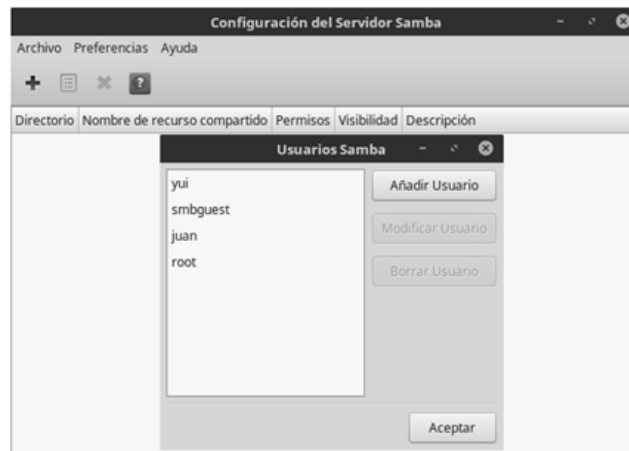 Configuración del Servidor Samba
Archivo Preferencias Ayuda
Directorio Nombre de recurso compartido Permisos Visibilidad Descripción
Usuarios Samba
yui
smbguest
juan
root
Añadir Usuario
Modificar Usuario
Borrar Usuario
Aceptar